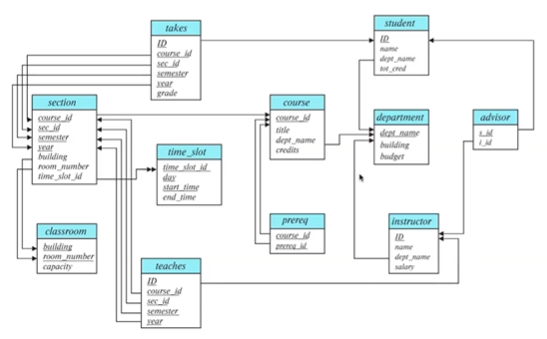 takes
ID
course_id
sec_id
semester
year
grade
student
ID
name
dept_name
tot_cred
section
course_id
sec_id
semester
year
building
room_number
time_slot_id
course
course_id
title
dept_name
credits
department
dept_name
building
budget
advisor
s_id
i_id
time_slot
time_slot_id
day
start_time
end_time
classroom
building
room_number
capacity
prereq
course_id
prereq_id
instructor
ID
name
dept_name
salary
teaches
ID
course_id
sec_id
semester
year